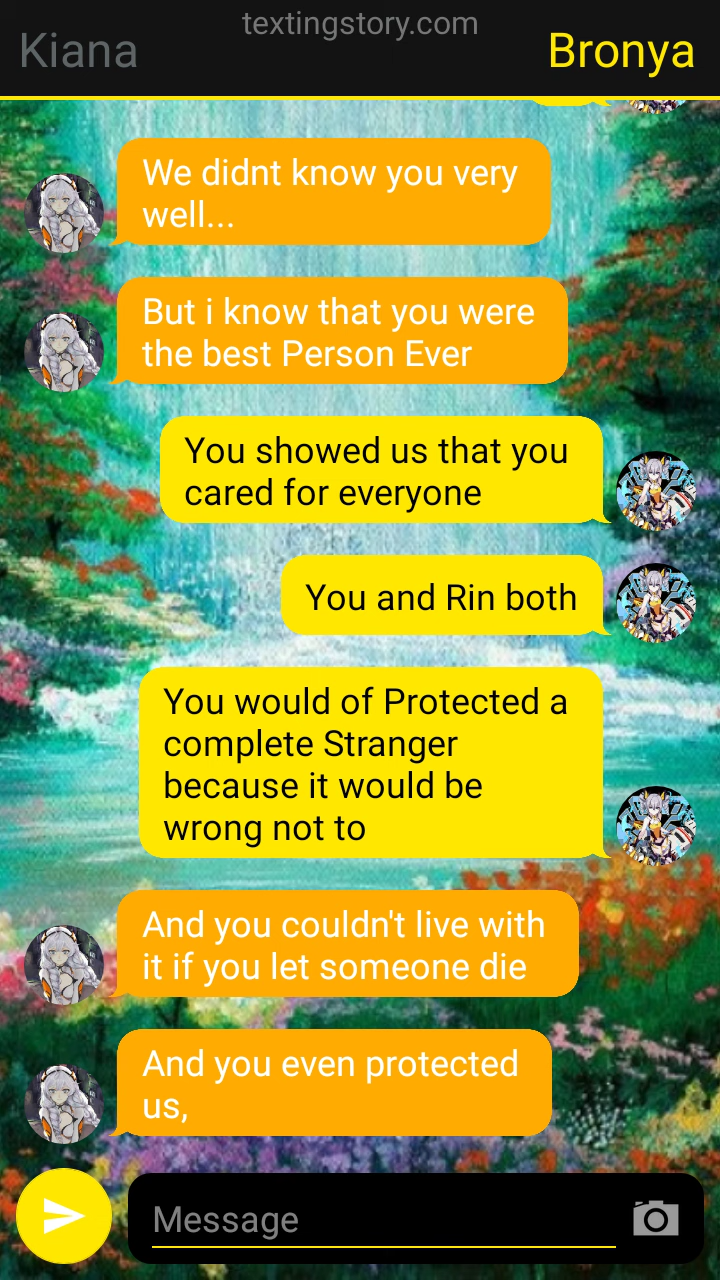 textingstory.com
Kiana
Bronya
We didnt know you very
well...
But i know that you were
the best Person Ever
You showed us that you
cared for everyone
You and Rin both
You would of Protected a
complete Stranger
because it would be
wrong not to
And you couldn't live with
it if you let someone die
And you even protected
us,
Message